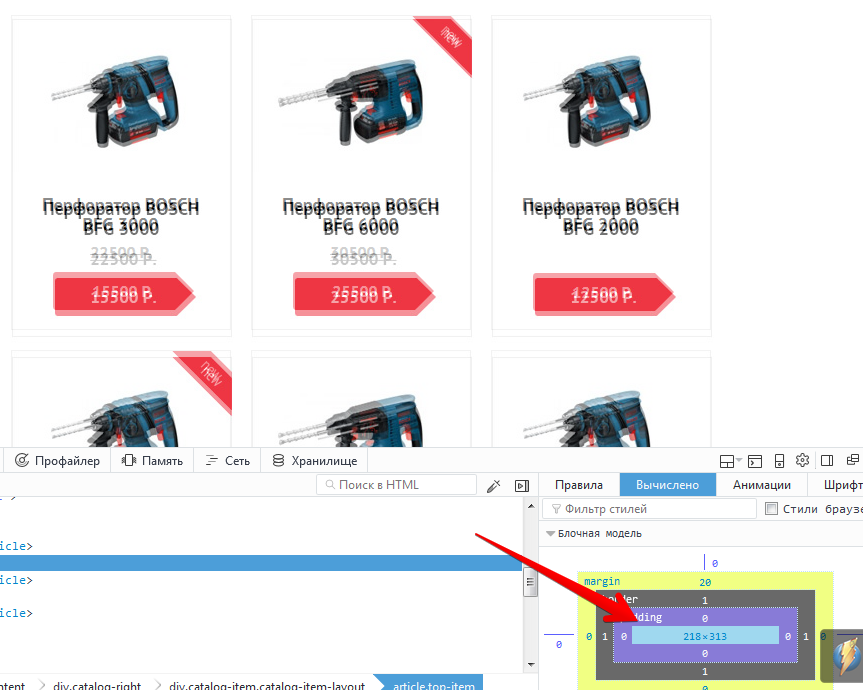 new
Перфоратор BOSCH
BFG 3000
22500 Р.
15500 Р.
Перфоратор BOSCH
BFG 6000
30500 Р.
25500 Р.
Перфоратор BOSCH
BFG 2000
12500 Р.
new
Профайлер
Память
Сеть
Хранилище
Поиск в HTML
Правила
Вычислено
Анимации
Шрифт
Фильтр стилей
Стили браузе
Блочная модель
icle>
icle>
icle>
0
margin
20
1
0
0
0
1
0
218×313
0
1
0
0
1
0
ntent
div.catalog-right
div.catalog-item.catalog-item-layout
article.top-item